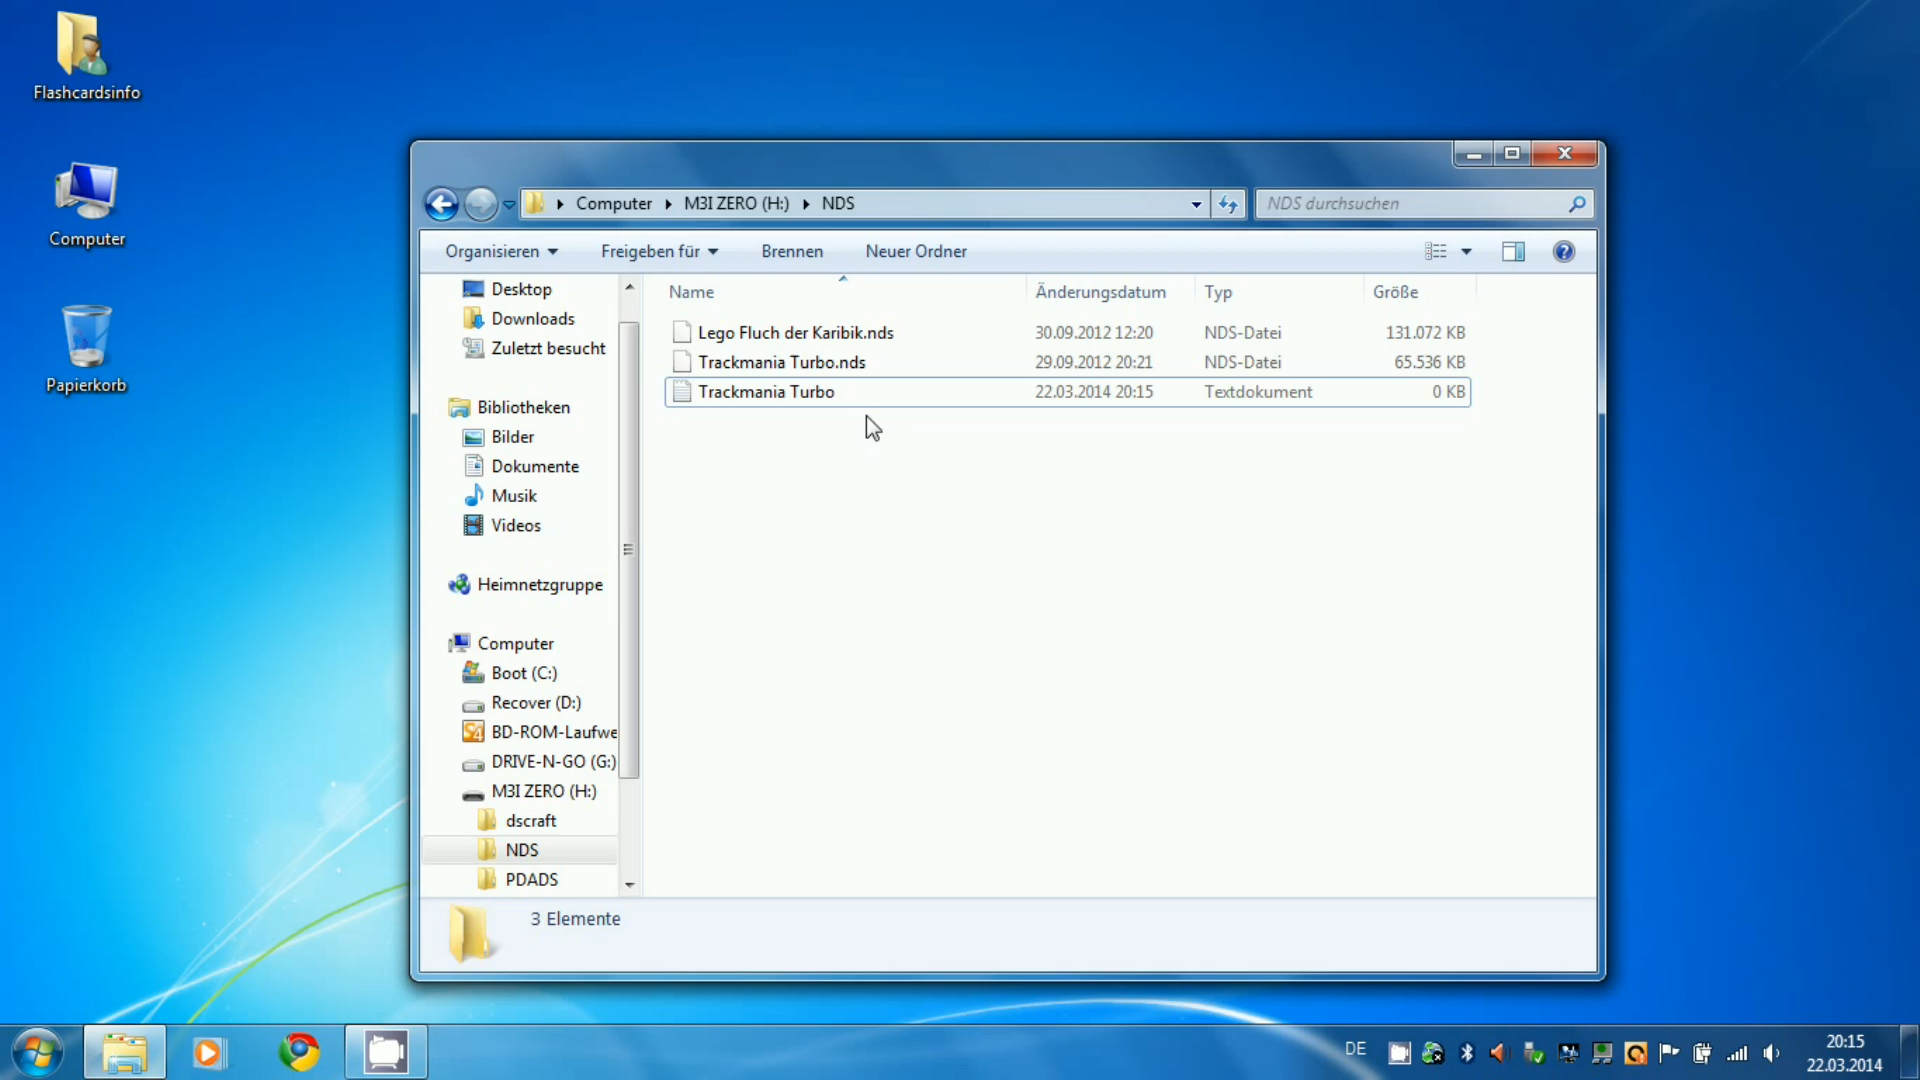 Flashcardsinfo
Computer
Papierkorb
Computer M3I ZERO (H:) NDS
NDS durchsuchen
Organisieren Freigeben für Brennen Neuer Ordner
Desktop
Downloads
Zuletzt besucht
Bibliotheken
Bilder
Dokumente
Musik
Videos
Heimnetzgruppe
Computer
Boot (C:)
Recover (D:)
BD-ROM-Laufwe
DRIVE-N-GO (G:)
M3I ZERO (H:)
dscraft
NDS
PDADS
Name Änderungsdatum Typ Größe
Lego Fluch der Karibik.nds 30.09.2012 12:20 NDS-Datei 131.072 KB
Trackmania Turbo.nds 29.09.2012 20:21 NDS-Datei 65.536 KB
Trackmania Turbo 22.03.2014 20:15 Textdokument 0 KB
3 Elemente
DE
20:15
22.03.2014